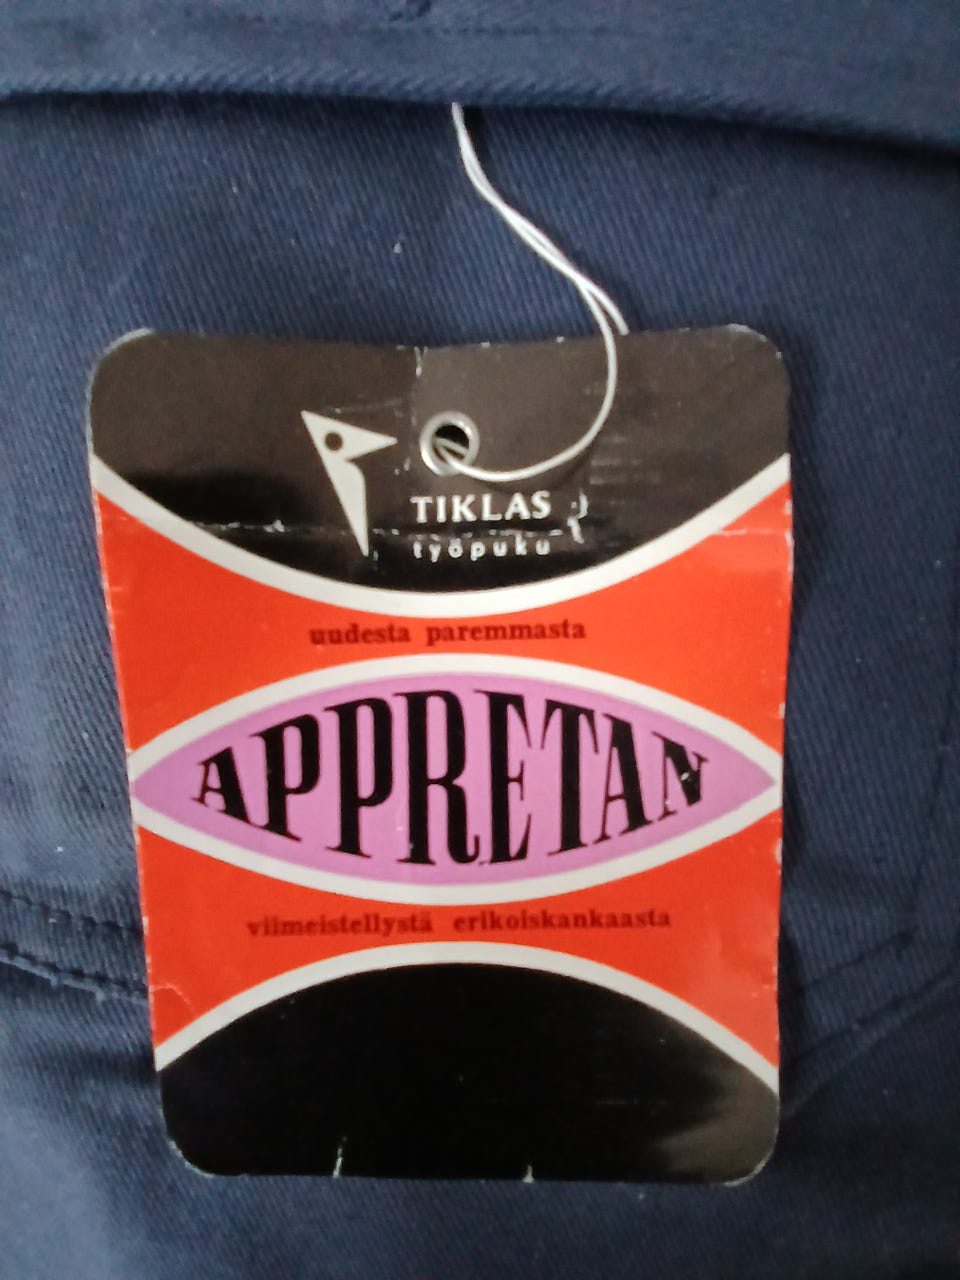 TIKLAS
työpuku
uudesta paremmasta
APPRETAN
viimeistellystä erikoiskankaasta